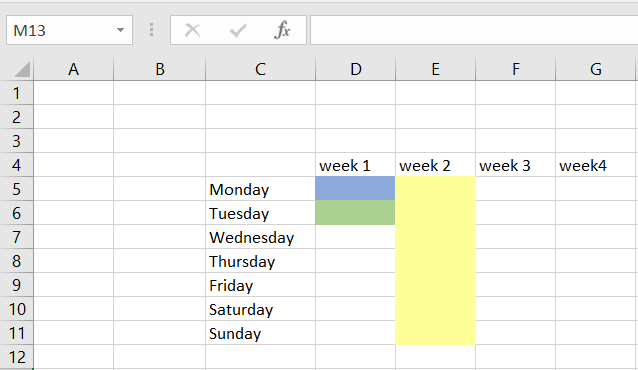 M13 fx
A B C D E F G
1
2
3
4 week 1 week 2 week 3 week4
5 Monday
6 Tuesday
7 Wednesday
8 Thursday
9 Friday
10 Saturday
11 Sunday
12